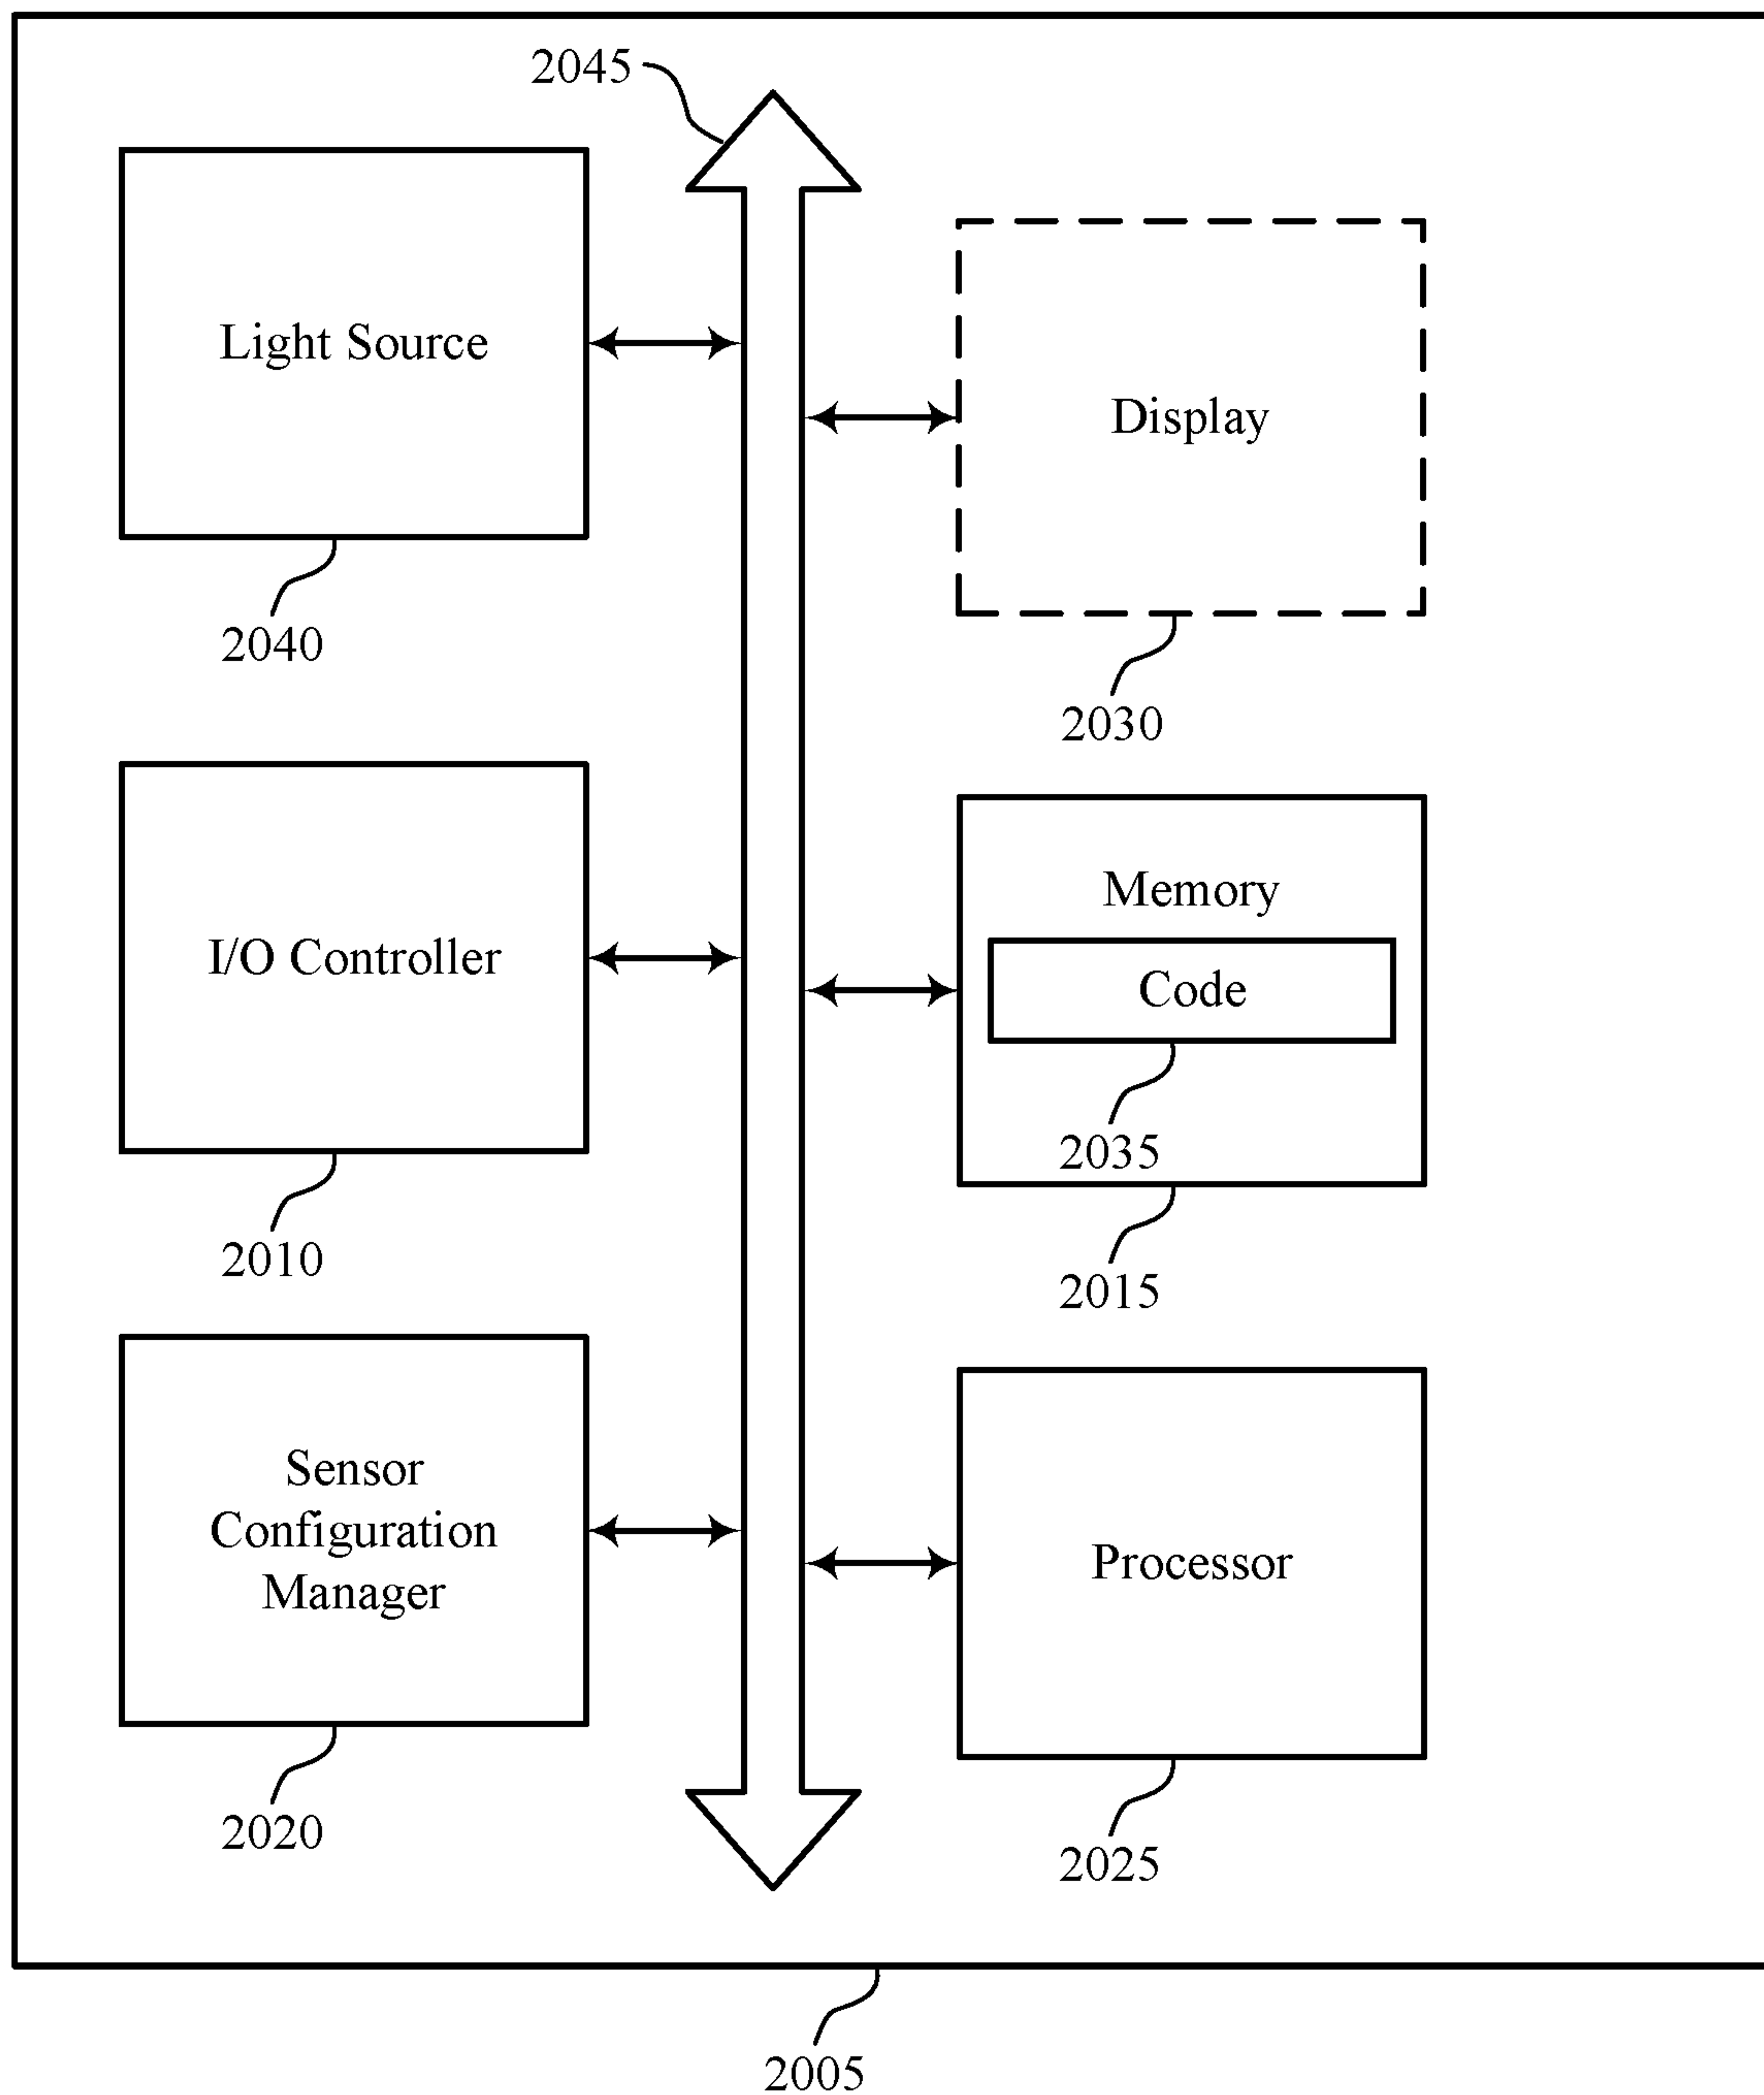 2045
Light Source
Display
2040
2030
I/O Controller
Memory
Code
2035
2010
2015
Sensor
Configuration
Manager
Processor
2020
2025
2005